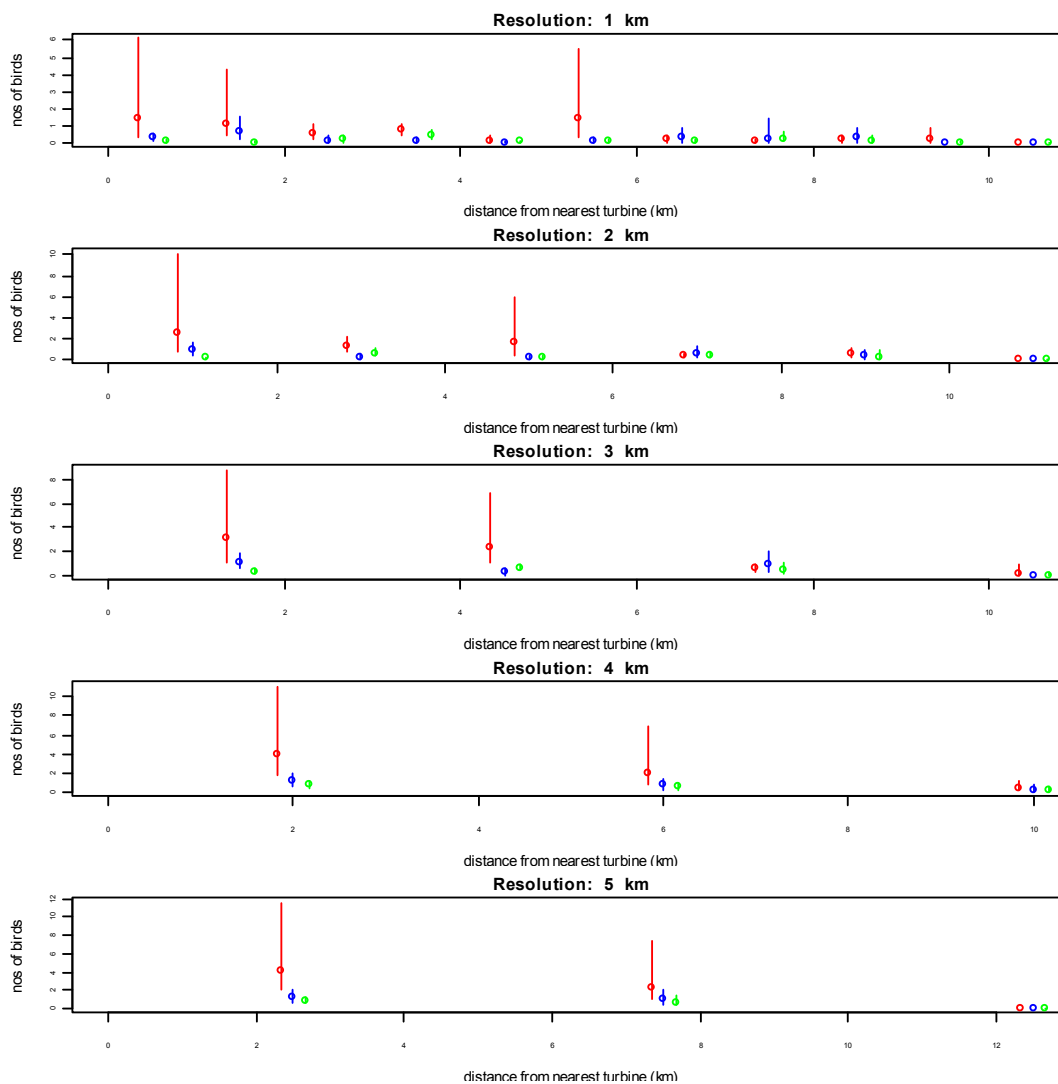 Resolution: 1 km
nos of birds
0 1 2 3 4 5 6
0 2 4 6 8 10
distance from nearest turbine (km)
Resolution: 2 km
nos of birds
0 2 4 6 8 10
0 2 4 6 8 10
distance from nearest turbine (km)
Resolution: 3 km
nos of birds
0 2 4 6 8
0 2 4 6 8 10
distance from nearest turbine (km)
Resolution: 4 km
nos of birds
0 2 4 6 8 10
0 2 4 6 8 10
distance from nearest turbine (km)
Resolution: 5 km
nos of birds
0 2 4 6 8 10 12
0 2 4 6 8 10 12
distance from nearest turbine (km)